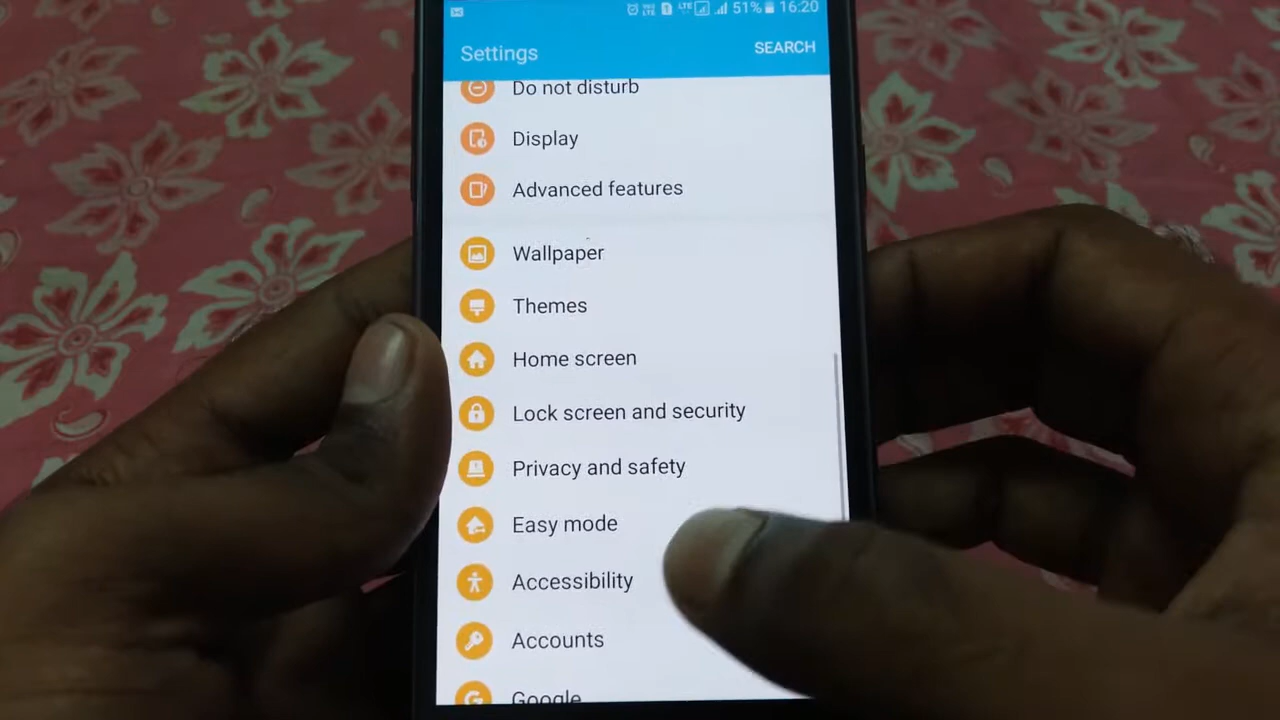 LTE 51% 16:20
Settings SEARCH
Do not disturb
Display
Advanced features
Wallpaper
Themes
Home screen
Lock screen and security
Privacy and safety
Easy mode
Accessibility
Accounts
Google